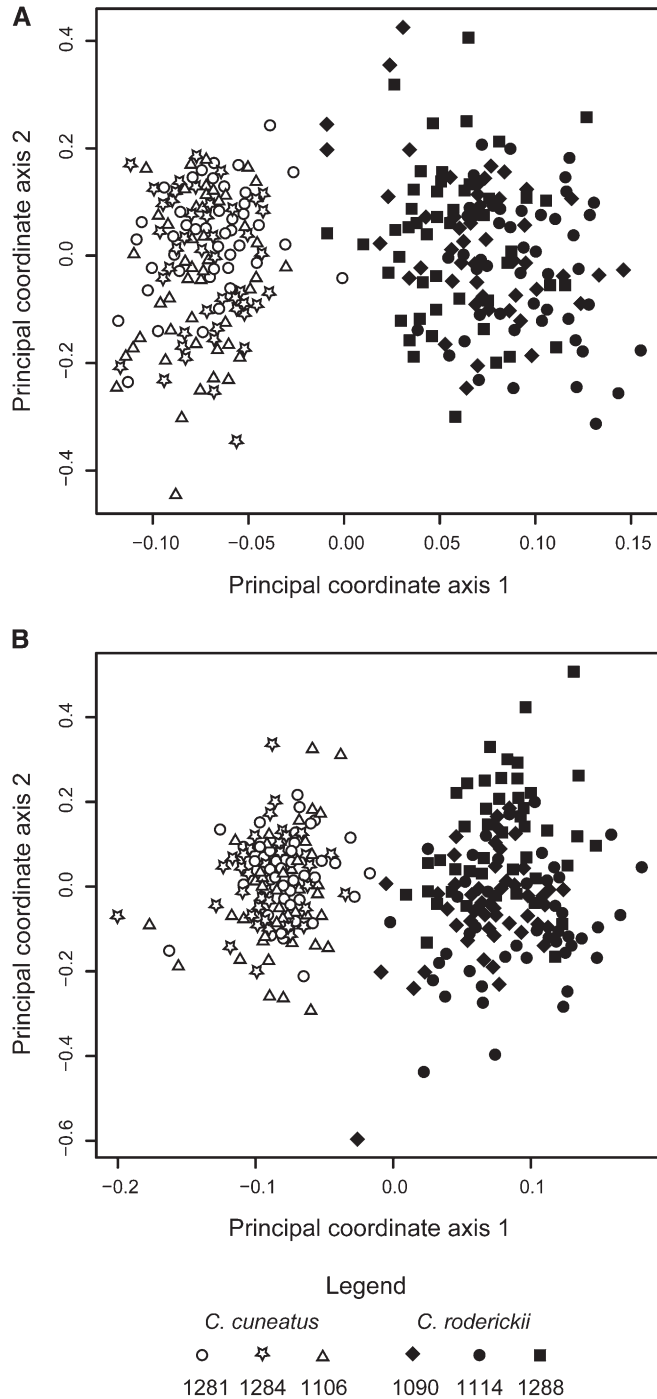 A
Principal coordinate axis 2
0.4
0.2
0.0
−0.2
−0.4
−0.10 −0.05 0.00 0.05 0.10 0.15
Principal coordinate axis 1
B
Principal coordinate axis 2
0.4
0.2
0.0
−0.2
−0.4
−0.6
−0.2 −0.1 0.0 0.1
Principal coordinate axis 1
Legend
C. cuneatus C. roderickii
1281 1284 1106 1090 1114 1288